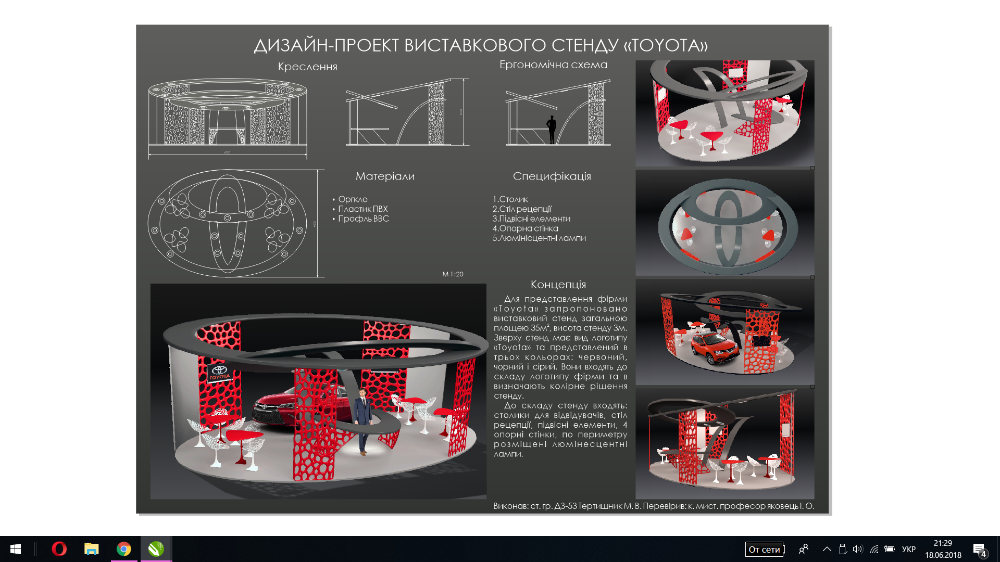 ДИЗАЙН-ПРОЕКТ ВИСТАВКОВОГО СТЕНДУ «TOYOTA»
Креслення
Ергономічна схема
6000
3000
4000
Матеріали
• Оргкло
• Пластик ПВХ
• Профль ВВС
Специфікація
1.Столик
2.Стіл рецепції
3.Підвісні елементи
4.Опорна стінка
5.Люмінісцентні лампи
М 1:20
TOYOTA
Концепція
Для представлення фірми
«Toyota» запропоновано
виставковий стенд загальною
площею 35м², висота стенду 3м.
Зверху стенд має вид логотипу
«Toyota» та представлений в
трьох кольорах: червоний,
чорний і сірий. Вони входять до
складу логотипу фірми та в
визначають колірне рішення
стенду.
До складу стенду входять:
столики для відвідувачів, стіл
рецепції, підвісні елементи, 4
опорні стінки, по периметру
розміщені люмінесцентні
лампи.
Виконав: ст. гр. ДЗ-53 Тертишник М. В. Перевірив: к. мист. професор яковець І. О.
От сети
УКР
21:29
18.06.2018
4